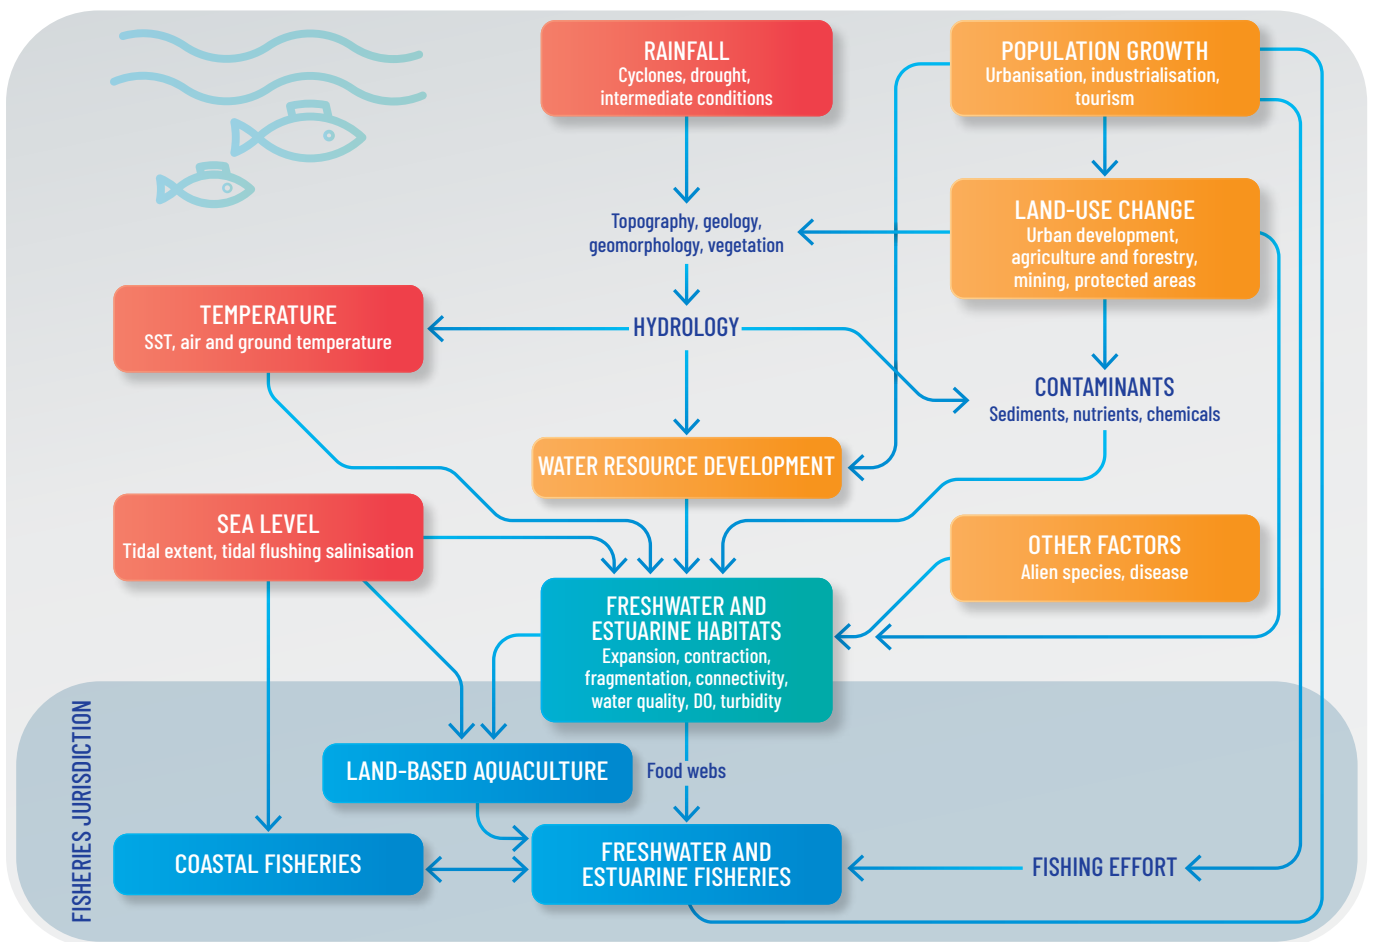 RAINFALL
Cyclones, drought,
intermediate conditions
POPULATION GROWTH
Urbanisation, industrialisation,
tourism
LAND-USE CHANGE
Urban development,
agriculture and forestry,
mining, protected areas
Topography, geology,
geomorphology, vegetation
TEMPERATURE
SST, air and ground temperature
HYDROLOGY
CONTAMINANTS
Sediments, nutrients, chemicals
WATER RESOURCE DEVELOPMENT
SEA LEVEL
Tidal extent, tidal flushing salinisation
OTHER FACTORS
Alien species, disease
FRESHWATER AND
ESTUARINE HABITATS
Expansion, contraction,
fragmentation, connectivity,
water quality, DO, turbidity
FISHERIES JURISDICTION
LAND-BASED AQUACULTURE
Food webs
COASTAL FISHERIES
FRESHWATER AND
ESTUARINE FISHERIES
FISHING EFFORT